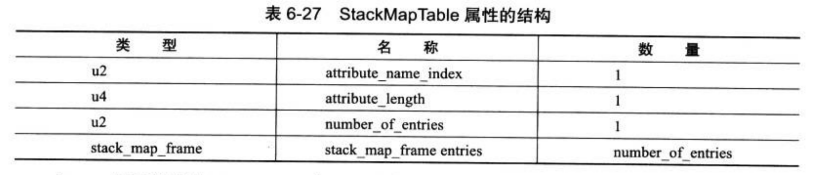 表 6-27 StackMapTable 属性的结构
类 型 名 称 数 量
u2 attribute_name_index 1
u4 attribute_length 1
u2 number_of_entries 1
stack_map_frame stack_map_frame entries number_of_entries